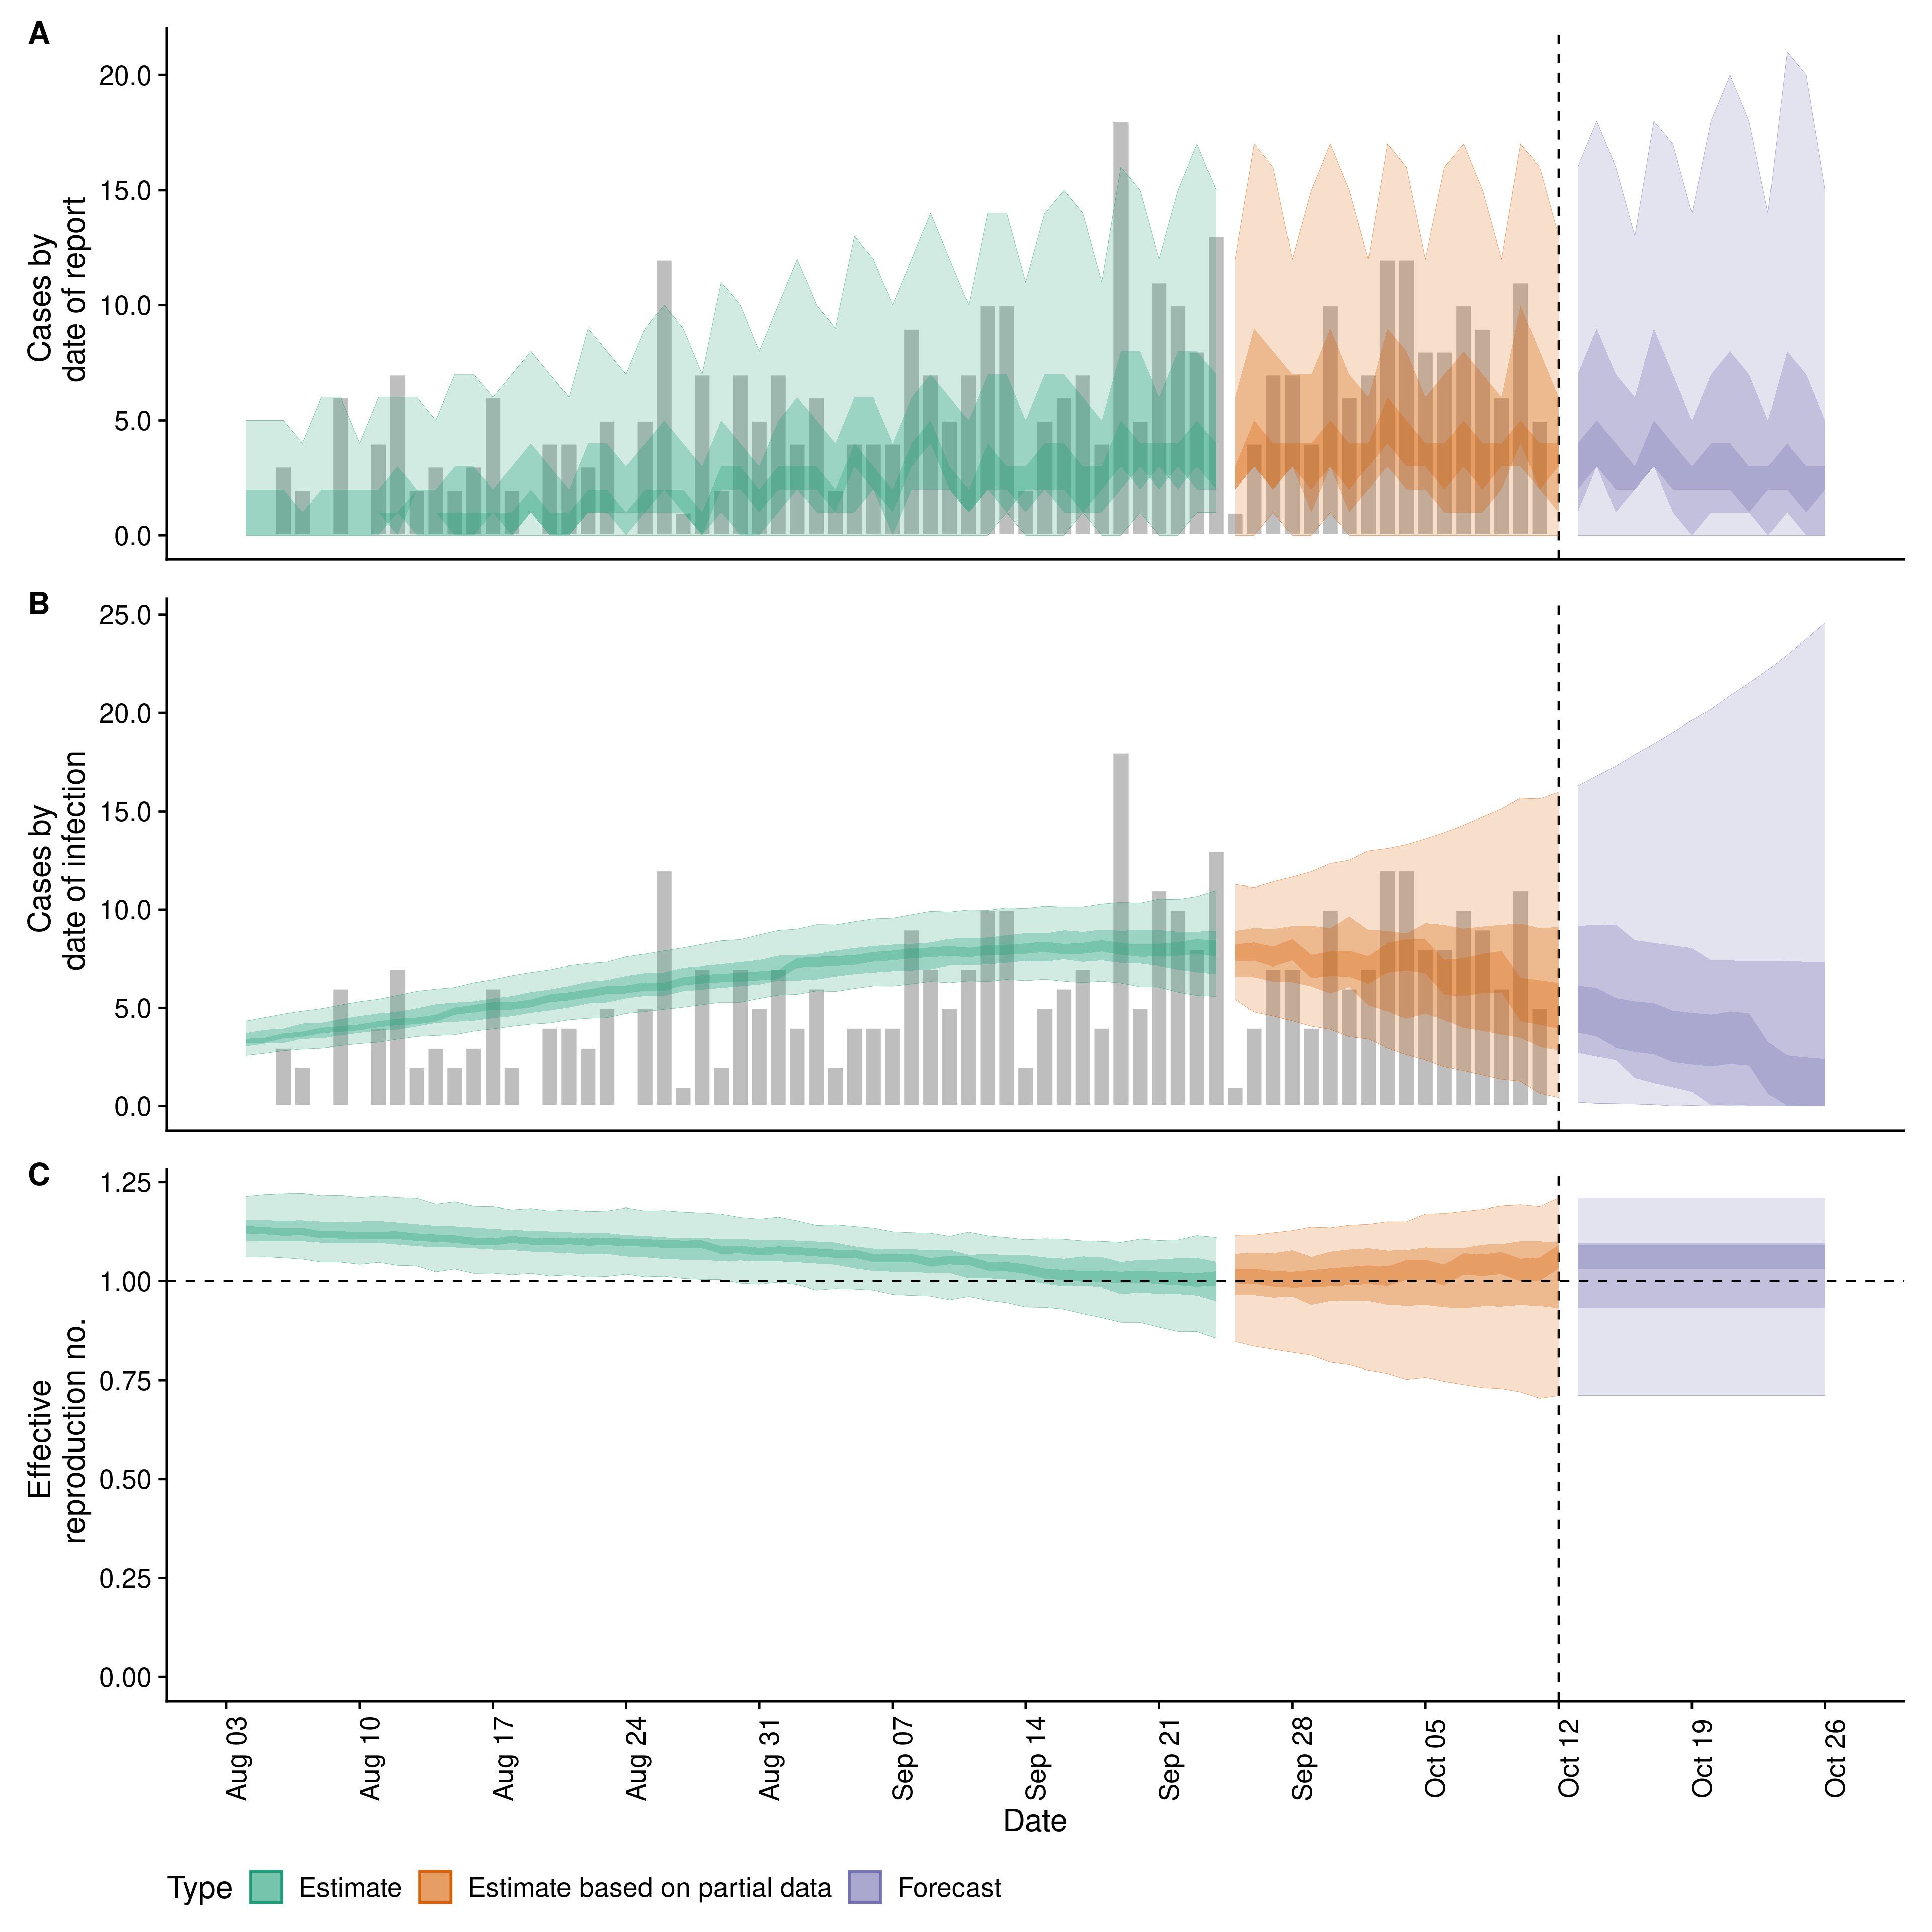 A
Cases by
date of report
20.0
15.0
10.0
5.0
0.0
B
Cases by
date of infection
25.0
20.0
15.0
10.0
5.0
0.0
C
Effective
reproduction no.
1.25
1.00
0.75
0.50
0.25
0.00
Aug 03
Aug 10
Aug 17
Aug 24
Aug 31
Sep 07
Sep 14
Sep 21
Sep 28
Oct 05
Oct 12
Oct 19
Oct 26
Date
Type Estimate Estimate based on partial data Forecast